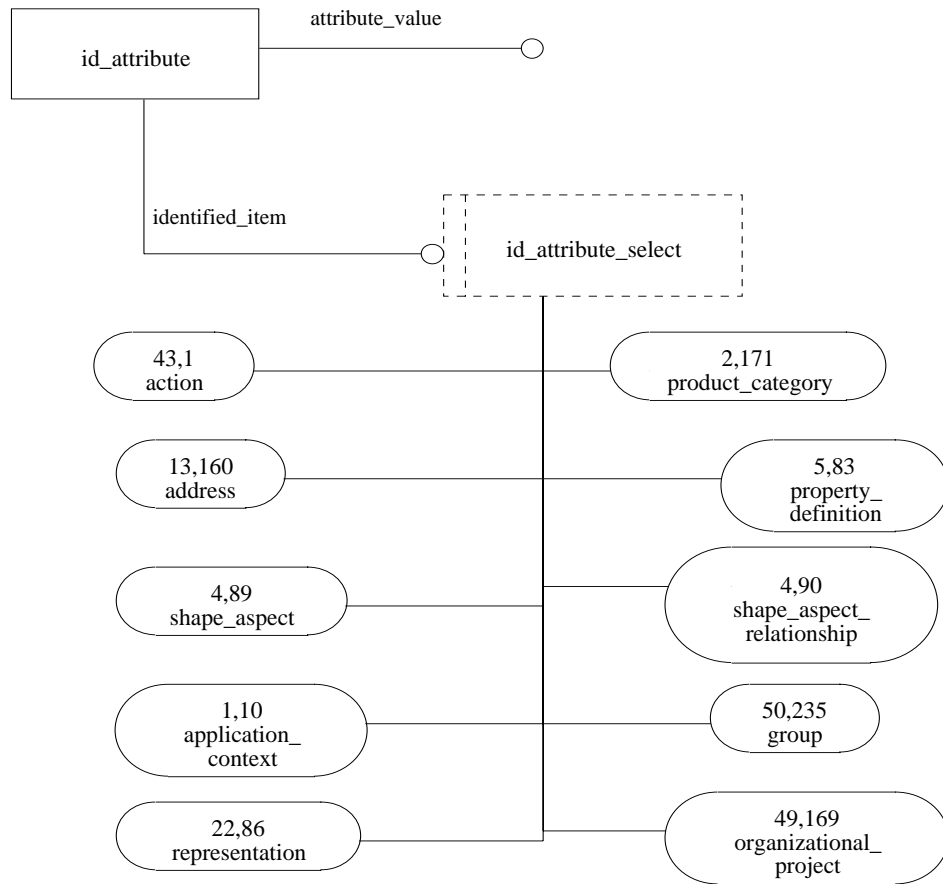 attribute_value
id_attribute
identified_item
id_attribute_select
43,1
action
2,171
product_category
13,160
address
5,83
property_
definition
4,89
shape_aspect
4,90
shape_aspect_
relationship
1,10
application_
context
50,235
group
22,86
representation
49,169
organizational_
project